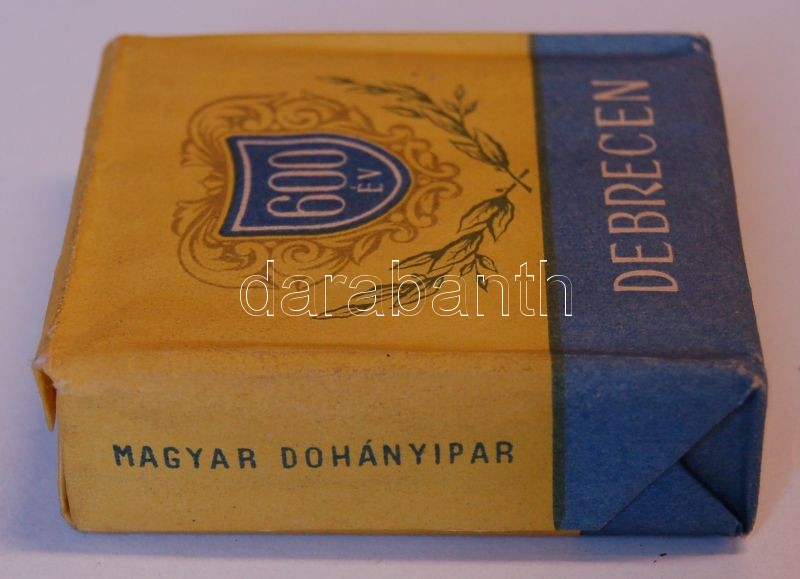 600
ÉV
DEBRECEN
darabanth
MAGYAR DOHÁNYIPAR